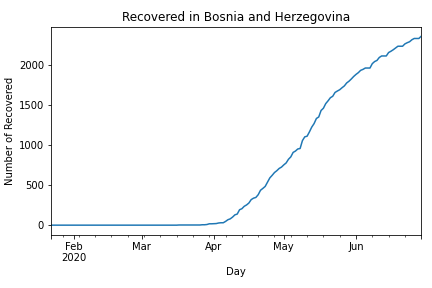 Recovered in Bosnia and Herzegovina
Number of Recovered
2000
1500
1000
500
0
Feb
2020
Mar
Apr
May
Jun
Day